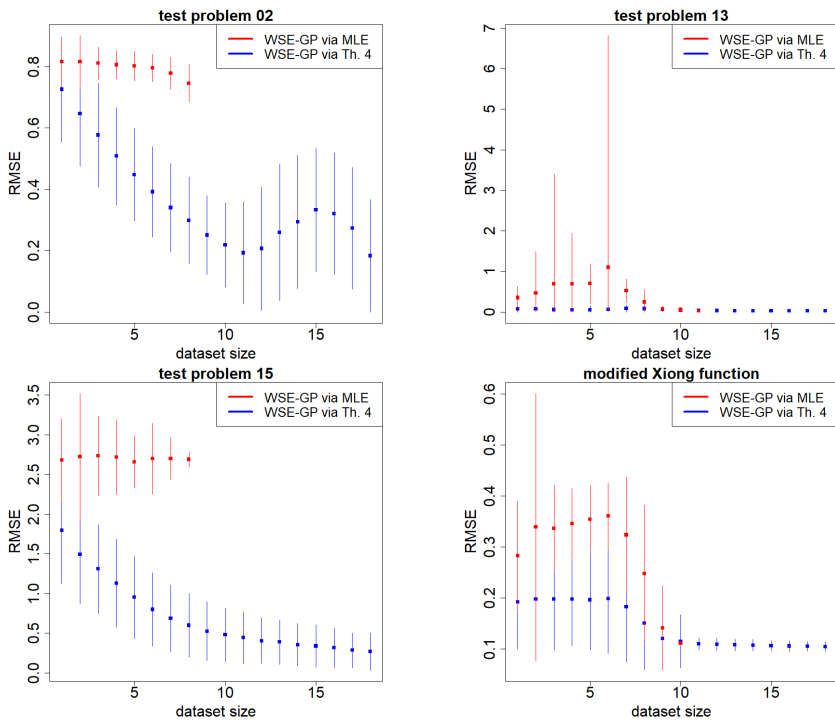 test problem 02
WSE-GP via MLE
WSE-GP via Th. 4
RMSE
0.0 0.2 0.4 0.6 0.8
5 10 15
dataset size
test problem 13
WSE-GP via MLE
WSE-GP via Th. 4
RMSE
0 1 2 3 4 5 6 7
5 10 15
dataset size
test problem 15
WSE-GP via MLE
WSE-GP via Th. 4
RMSE
0.0 0.5 1.0 1.5 2.0 2.5 3.0 3.5
5 10 15
dataset size
modified Xiong function
WSE-GP via MLE
WSE-GP via Th. 4
RMSE
0.1 0.2 0.3 0.4 0.5 0.6
5 10 15
dataset size